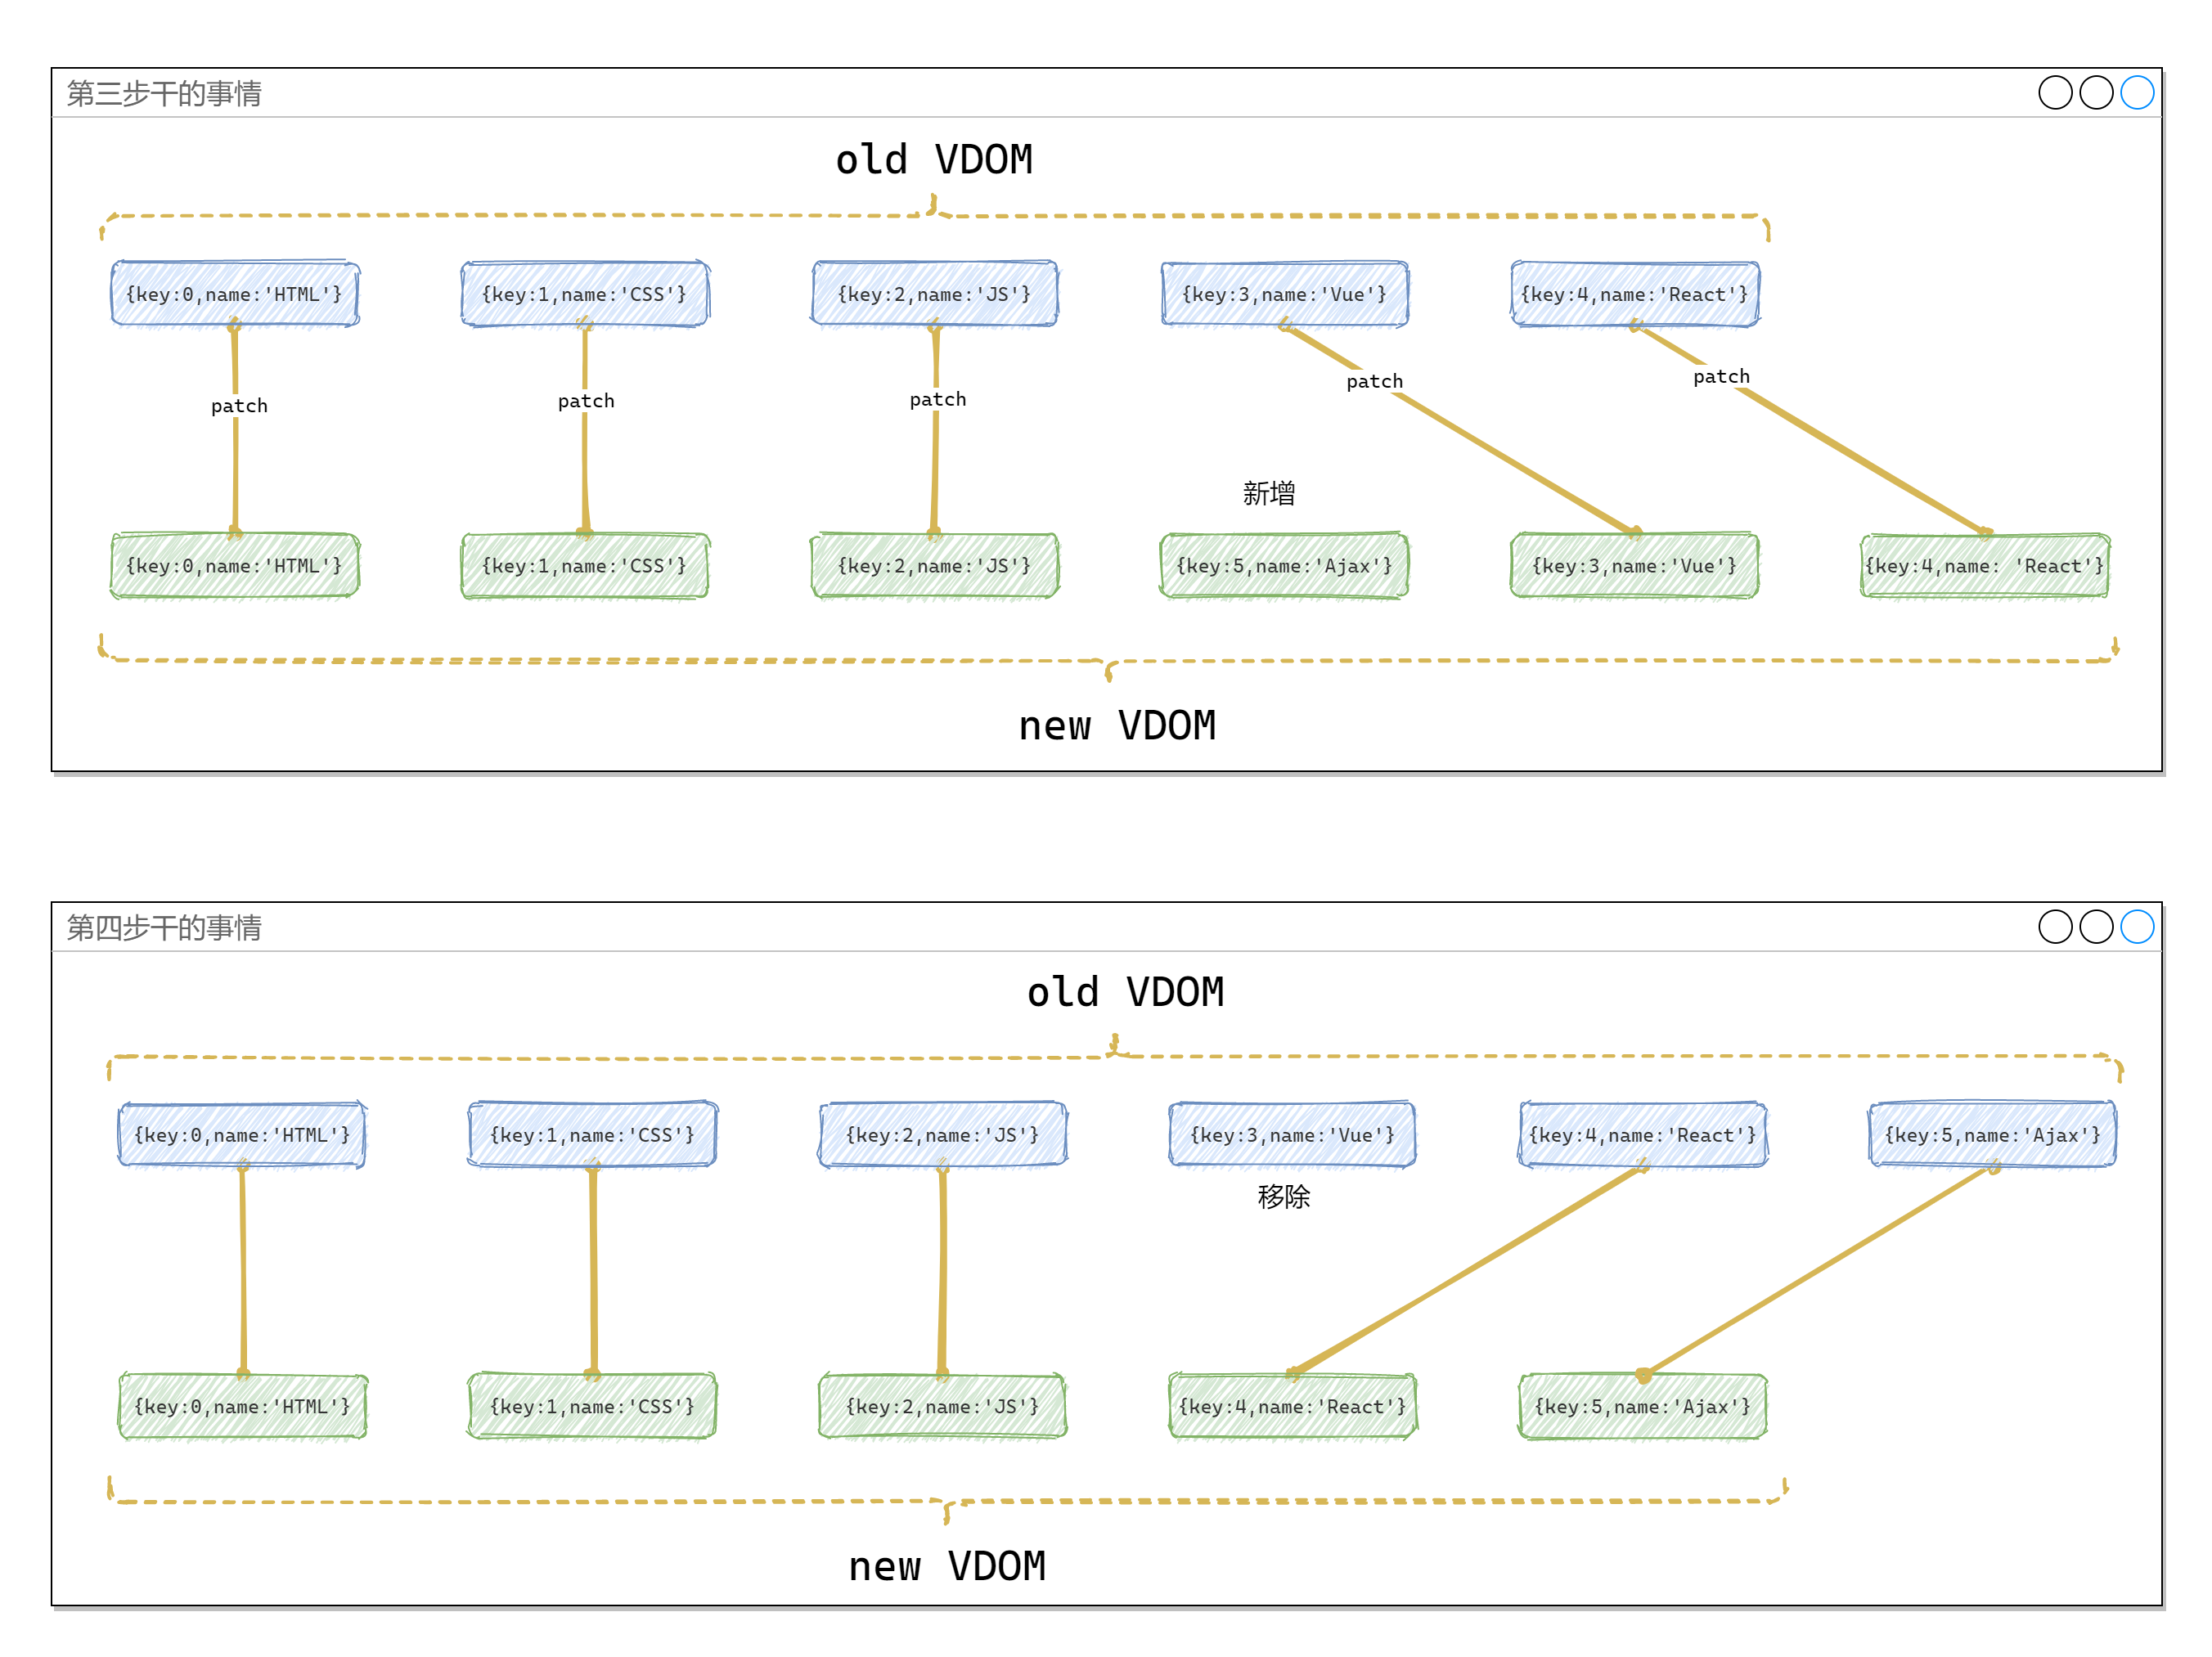 第三步干的事情
old VDOM
{key:0,name:'HTML'} {key:1,name:'CSS'} {key:2,name:'JS'} {key:3,name:'Vue'} {key:4,name:'React'}
patch patch patch patch patch
新增
{key:0,name:'HTML'} {key:1,name:'CSS'} {key:2,name:'JS'} {key:5,name:'Ajax'} {key:3,name:'Vue'} {key:4,name: 'React'}
new VDOM
第四步干的事情
old VDOM
{key:0,name:'HTML'} {key:1,name:'CSS'} {key:2,name:'JS'} {key:3,name:'Vue'} {key:4,name:'React'} {key:5,name:'Ajax'}
移除
{key:0,name:'HTML'} {key:1,name:'CSS'} {key:2,name:'JS'} {key:4,name:'React'} {key:5,name:'Ajax'}
new VDOM